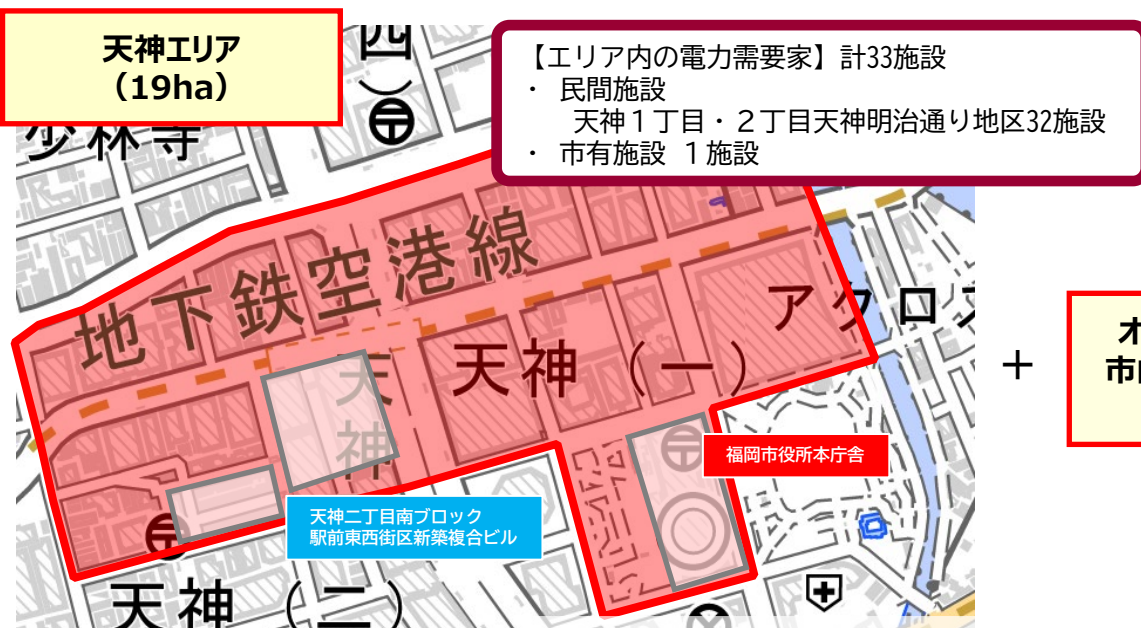 天神エリア
（19ha）
【エリア内の電力需要家】計33施設
・ 民間施設
天神１丁目・２丁目天神明治通り地区32施設
・ 市有施設 １施設
四）
少林寺
地下鉄空港線
アクロス
天神（一）
天神
＋
福岡市役所本庁舎
天神二丁目南ブロック
駅前東西街区新築複合ビル
天神（二）